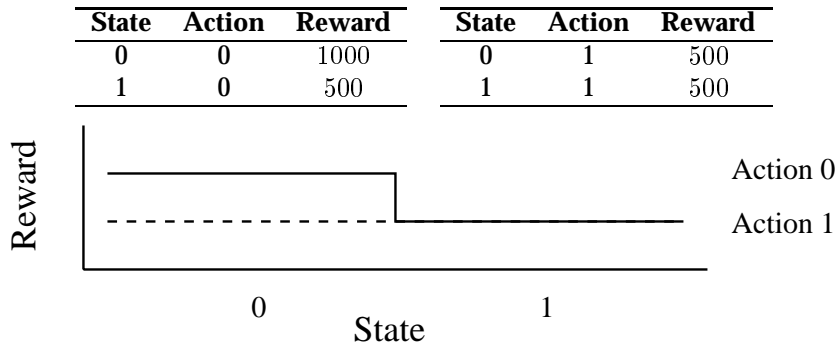 State Action Reward State Action Reward
0 0 1000 0 1 500
1 0 500 1 1 500
Reward
Action 0
Action 1
0 1
State